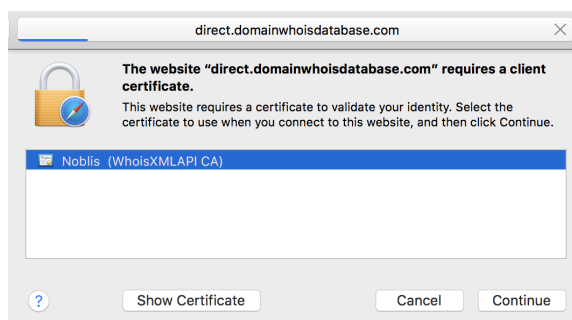 direct.domainwhoisdatabase.com
The website “direct.domainwhoisdatabase.com” requires a client
certificate.
This website requires a certificate to validate your identity. Select the
certificate to use when you connect to this website, and then click Continue.
Noblis (WhoisXMLAPI CA)
? Show Certificate Cancel Continue